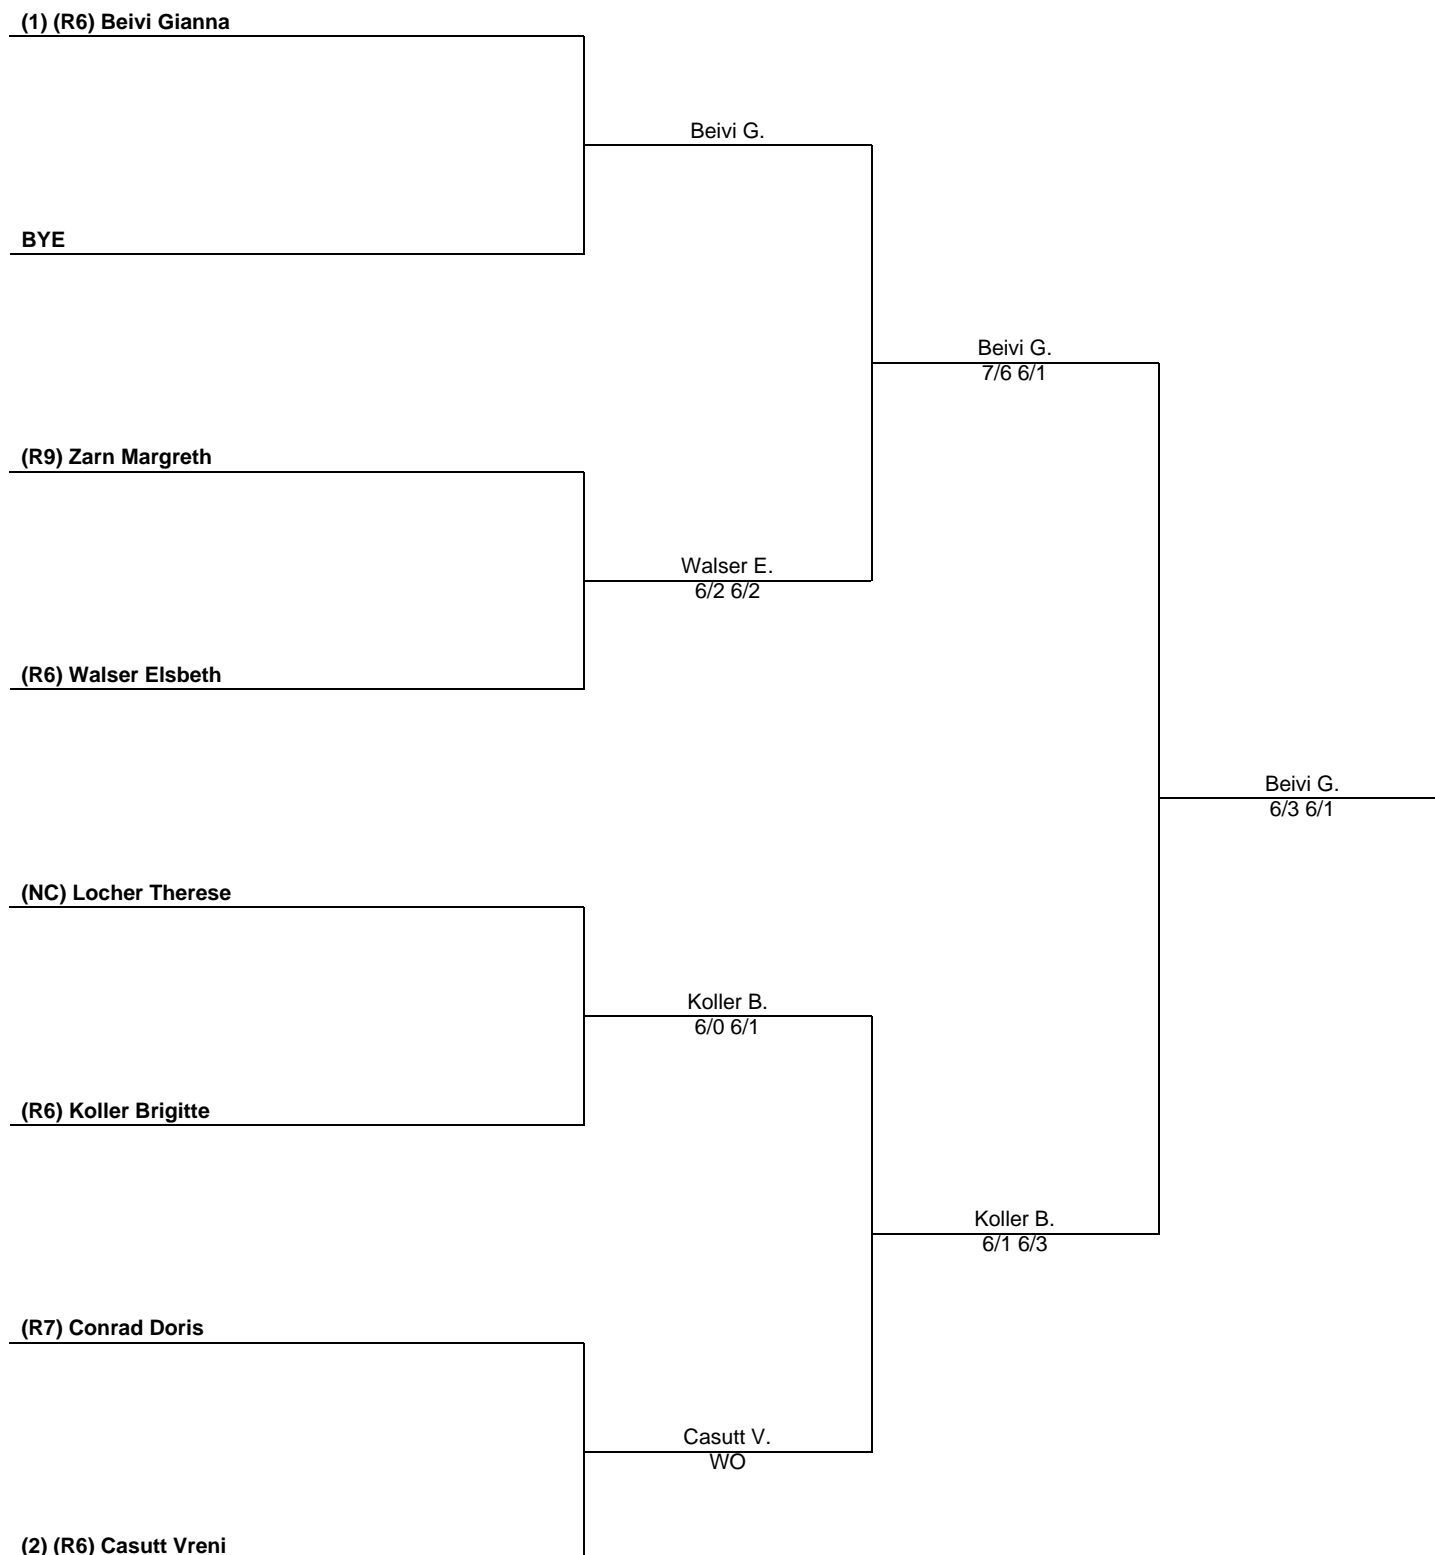 (1) (R6) Beivi Gianna
Beivi G.
BYE
Beivi G.
7/6 6/1
(R9) Zarn Margreth
Walser E.
6/2 6/2
(R6) Walser Elsbeth
Beivi G.
6/3 6/1
(NC) Locher Therese
Koller B.
6/0 6/1
(R6) Koller Brigitte
Koller B.
6/1 6/3
(R7) Conrad Doris
Casutt V.
WO
(2) (R6) Casutt Vreni